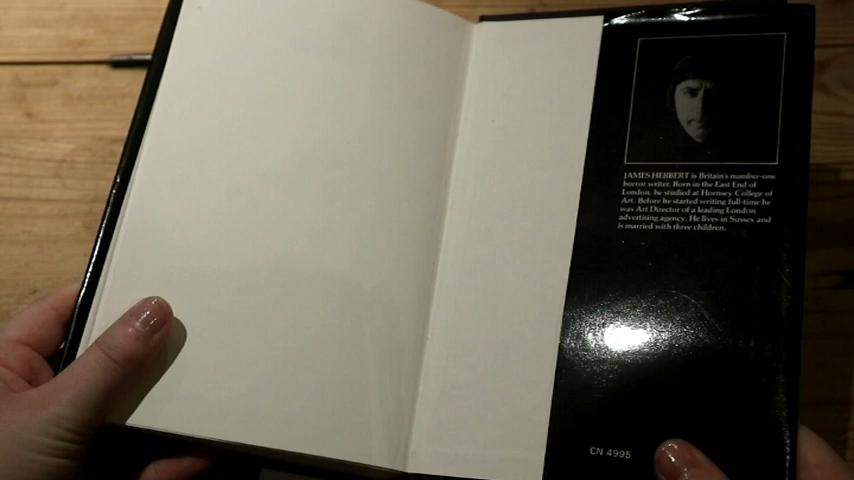 JAMES HERBERT is Britain's number-one
horror writer. Born in the East End of
London, he studied at Hornsey College of
Art. Before he started writing full-time he
was Art Director of a leading London
advertising agency. He lives in Sussex and
is married with three children.
CN 4995